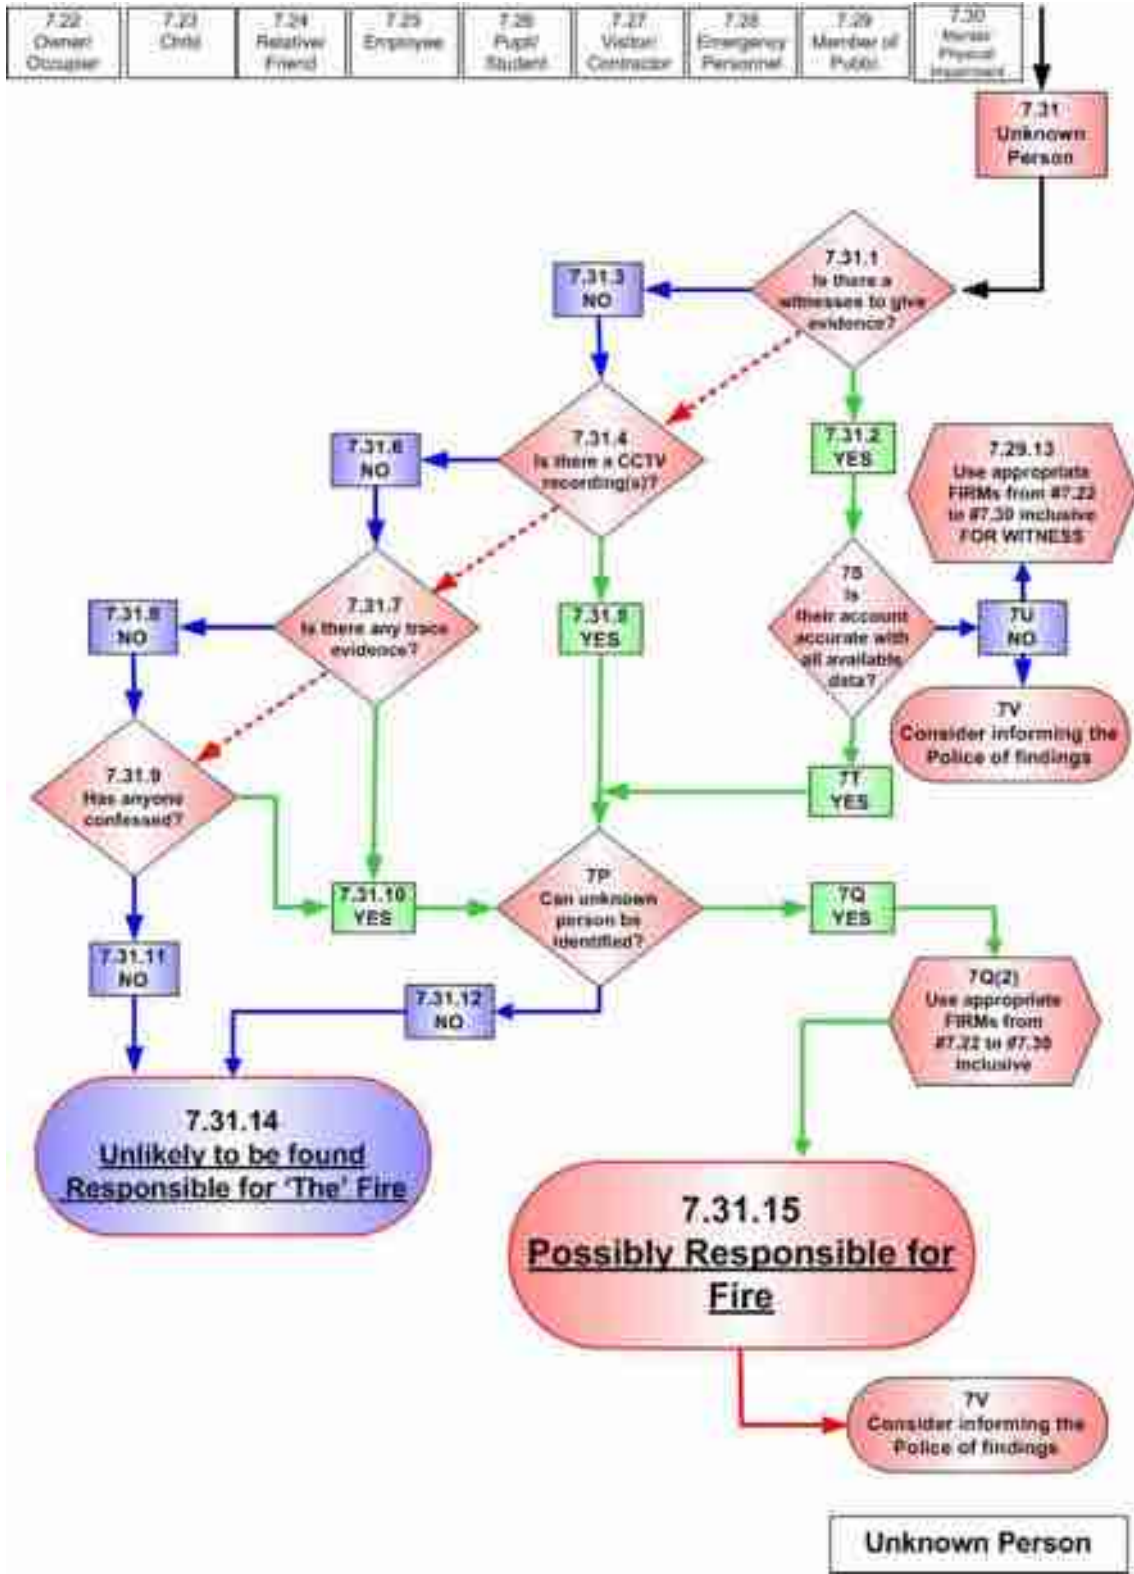 7.22
Owner/
Occupier
7.23
Child
7.24
Relative/
Friend
7.25
Employee
7.26
Pupil/
Student
7.27
Visitor/
Contractor
7.28
Emergency
Personnel
7.29
Member of
Public
7.30
Mental/
Physical
Impairment
7.31
Unknown
Person
7.31.1
Is there a
witnesses to give
evidence?
7.31.3
NO
7.31.4
Is there a CCTV
recording(s)?
7.31.2
YES
7.31.6
NO
7.29.13
Use appropriate
FIRMs from #7.22
to #7.30 inclusive
FOR WITNESS
7S
Is
their account
accurate with
all available
data?
7U
NO
7.31.7
Is there any trace
evidence?
7.31.8
NO
7.31.5
YES
7V
Consider informing the
Police of findings
7.31.9
Has anyone
confessed?
7T
YES
7.31.10
YES
7P
Can unknown
person be
identified?
7Q
YES
7.31.11
NO
7.31.12
NO
7Q(2)
Use appropriate
FIRMs from
#7.22 to #7.30
inclusive
7.31.14
Unlikely to be found
Responsible for 'The' Fire
7.31.15
Possibly Responsible for
Fire
7V
Consider informing the
Police of findings
Unknown Person